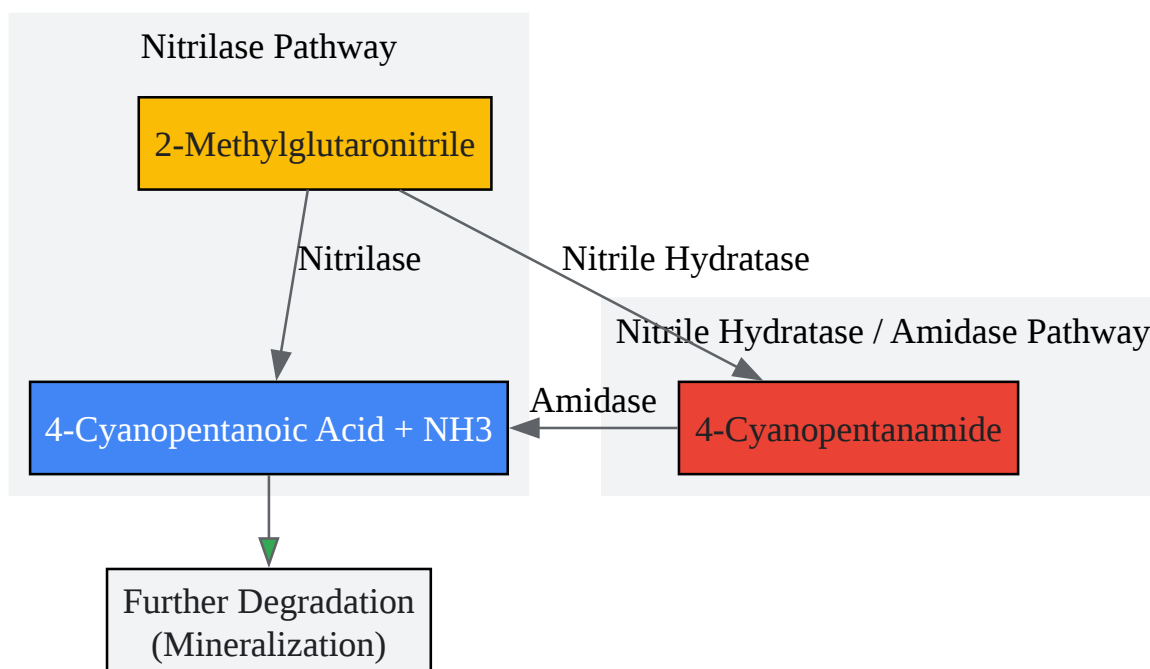 Nitrilase Pathway
2-Methylglutaronitrile
Nitrilase
Nitrile Hydratase
Nitrile Hydratase / Amidase Pathway
Amidase
4-Cyanopentanoic Acid + NH3
4-Cyanopentanamide
Further Degradation
(Mineralization)